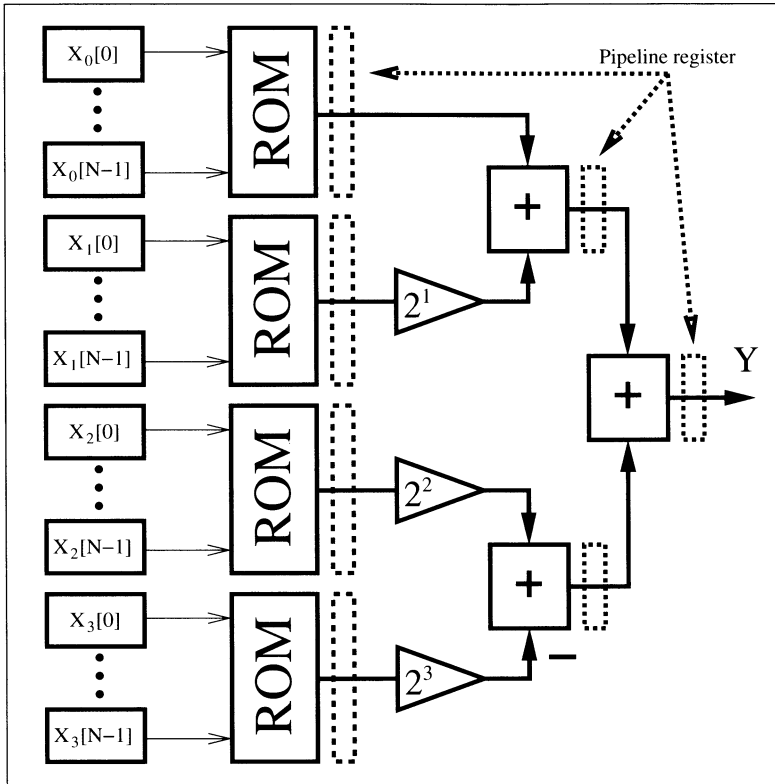 X₀[0]
ROM
Pipeline register
X₀[N−1]
+
X₁[0]
ROM
2¹
X₁[N−1]
+
Y
X₂[0]
ROM
2²
X₂[N−1]
+
X₃[0]
ROM
−
2³
X₃[N−1]